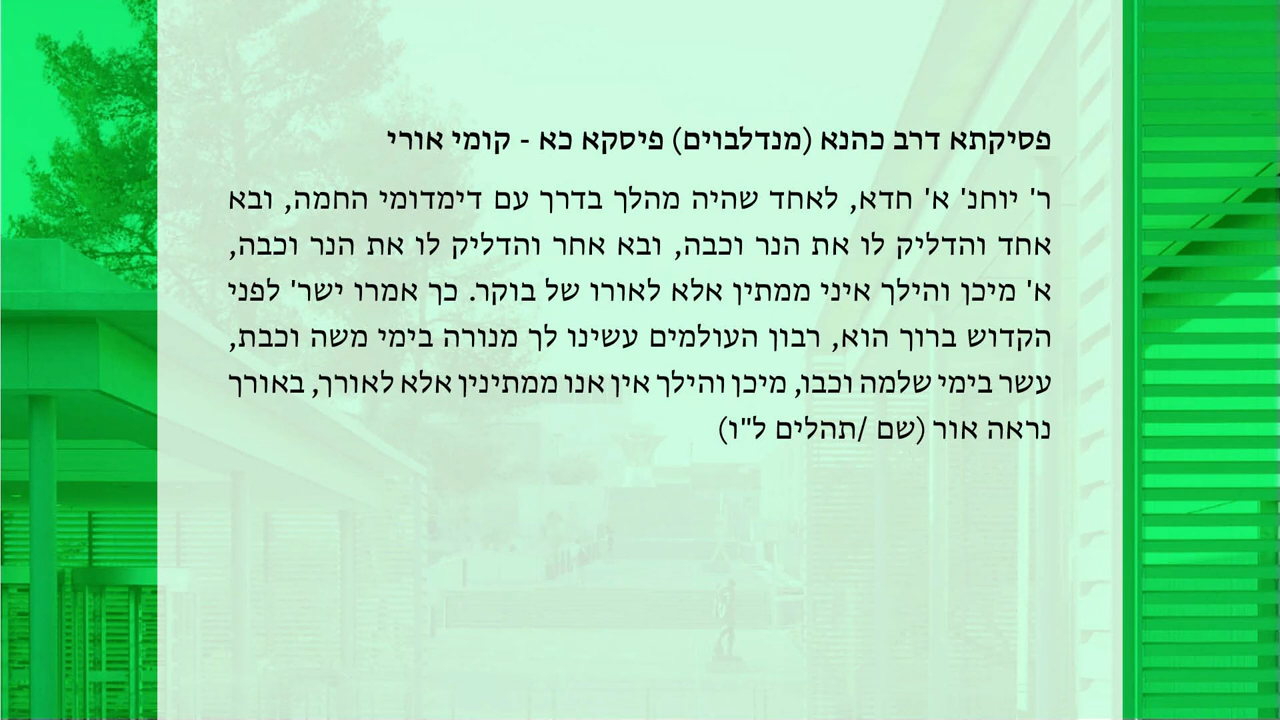 פסיקתא דרב כהנא (מנדלבוים) פיסקא כא - קומי אורי
ר' יוחנ' א' חדא, לאחד שהיה מהלך בדרך עם דימדומי החמה, ובא
אחד והדליק לו את הנר וכבה, ובא אחר והדליק לו את הנר וכבה,
א' מיכן והילך איני ממתין אלא לאורו של בוקר. כך אמרו ישר' לפני
הקדוש ברוך הוא, רבון העולמים עשינו לך מנורה בימי משה וכבת,
עשר בימי שלמה וכבו, מיכן והילך אין אנו ממתינין אלא לאורך, באורך
נראה אור (שם /תהלים ל"ו)